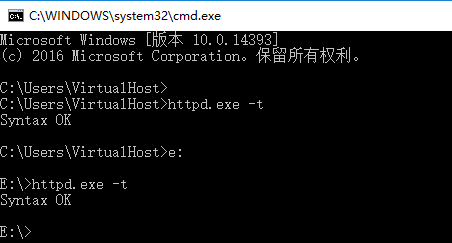 C:\WINDOWS\system32\cmd.exe
Microsoft Windows [版本 10.0.14393]
(c) 2016 Microsoft Corporation。保留所有权利。
C:\Users\VirtualHost>
C:\Users\VirtualHost>httpd.exe -t
Syntax OK
C:\Users\VirtualHost>e:
E:\>httpd.exe -t
Syntax OK
E:\>